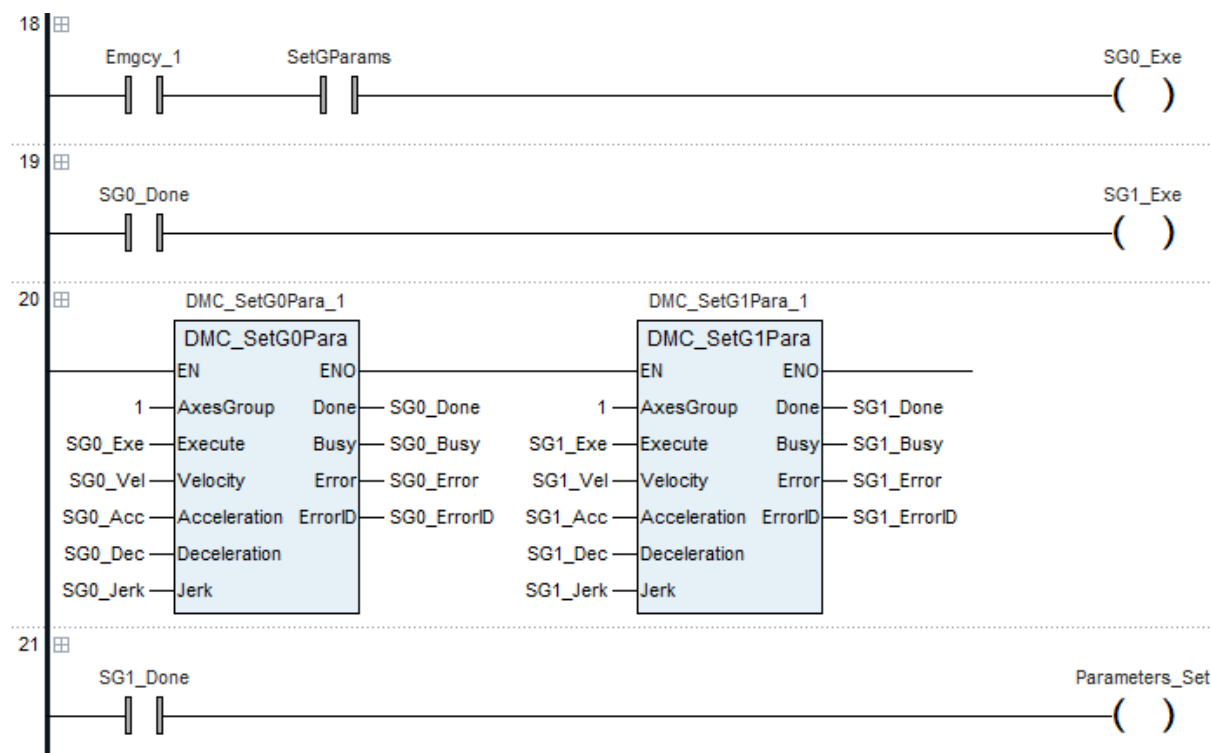 18
Emgcy_1 SetGParams SG0_Exe
19
SG0_Done SG1_Exe
20
DMC_SetG0Para_1 DMC_SetG1Para_1
DMC_SetG0Para DMC_SetG1Para
EN ENO EN ENO
1 AxesGroup Done SG0_Done 1 AxesGroup Done SG1_Done
SG0_Exe Execute Busy SG0_Busy SG1_Exe Execute Busy SG1_Busy
SG0_Vel Velocity Error SG0_Error SG1_Vel Velocity Error SG1_Error
SG0_Acc Acceleration ErrorID SG0_ErrorID SG1_Acc Acceleration ErrorID SG1_ErrorID
SG0_Dec Deceleration SG1_Dec Deceleration
SG0_Jerk Jerk SG1_Jerk Jerk
21
SG1_Done Parameters_Set